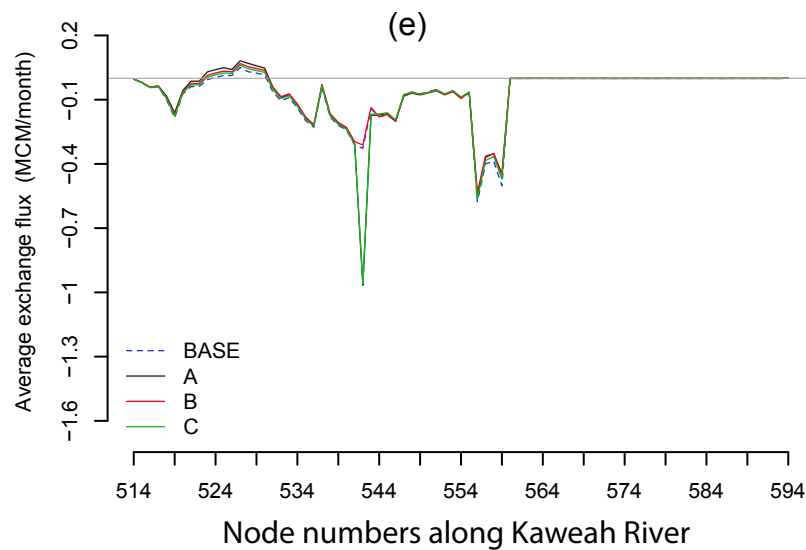 (e)
Average exchange flux (MCM/month)
0.2
−0.1
−0.4
−0.7
−1
−1.3
−1.6
BASE
A
B
C
514 524 534 544 554 564 574 584 594
Node numbers along Kaweah River